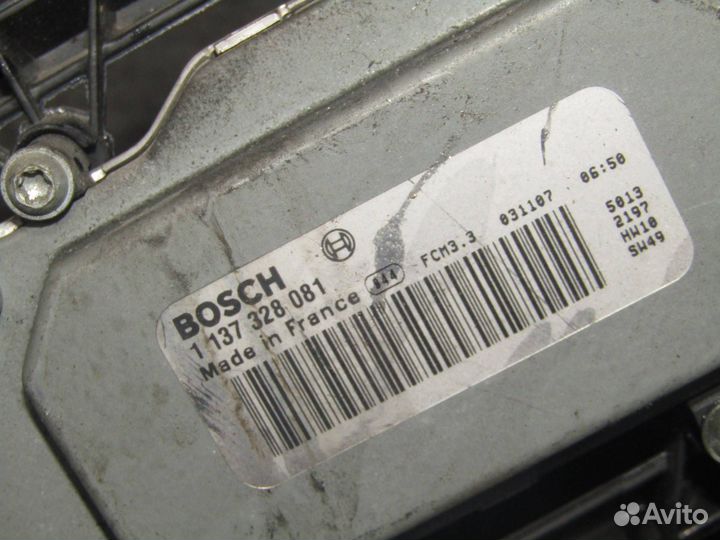 BOSCH
1 137 328 081
Made in France 044 FCM3.3 031107 06:50
5013
2197
HW10
SW49
Avito